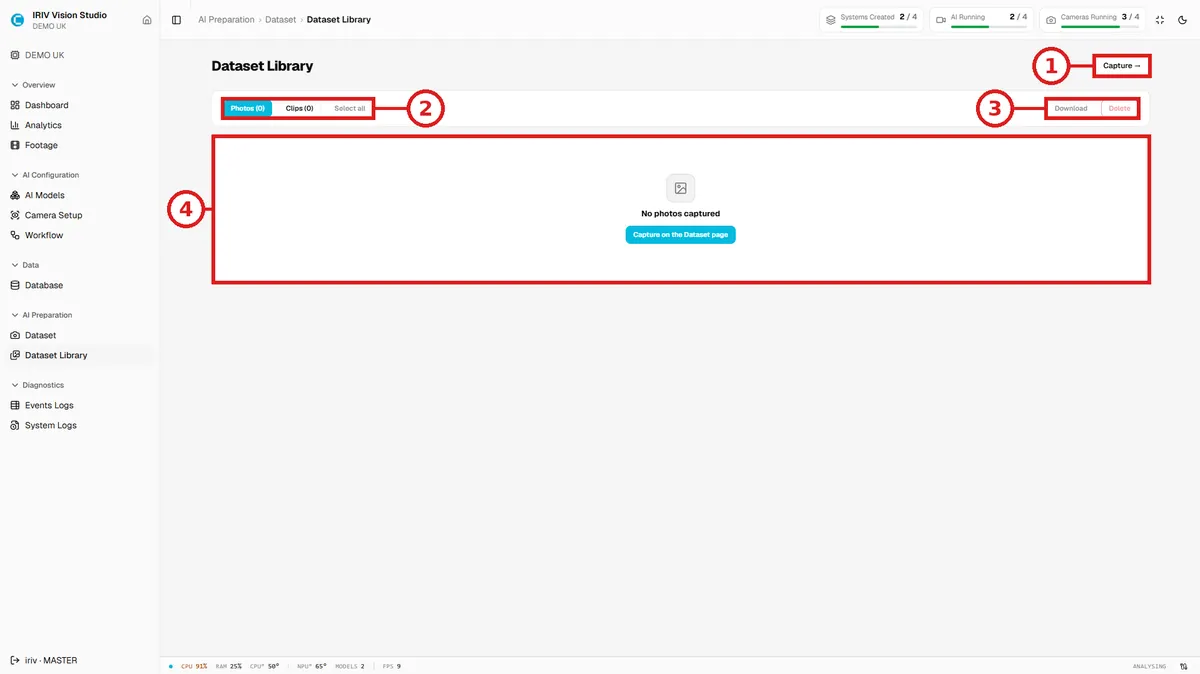 IRIV Vision Studio
DEMO UK
DEMO UK
Overview
Dashboard
Analytics
Footage
AI Configuration
AI Models
Camera Setup
Workflow
Data
Database
AI Preparation
Dataset
Dataset Library
Diagnostics
Events Logs
System Logs
iriv · MASTER
AI Preparation › Dataset › Dataset Library
Systems Created 2 / 4
AI Running 2 / 4
Cameras Running 3 / 4
Dataset Library
1
Capture →
Photos (0) Clips (0) Select all
2
3
Download Delete
4
No photos captured
Capture on the Dataset page
CPU 91% RAM 25% CPU° 50° NPU° 65° MODELS 2 FPS 9
ANALYSING